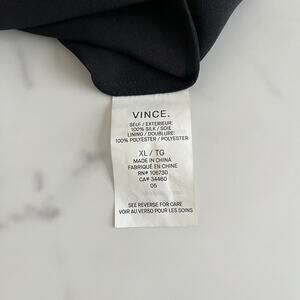 VINCE.
SELF / EXTERIEUR:
100% SILK / SOIE
LINING / DOUBLURE:
100% POLYESTER / POLYESTER
XL / TG
MADE IN CHINA
FABRIQUÉ EN CHINE
RN# 106730
CA# 34460
05
SEE REVERSE FOR CARE
VOIR AU VERSO POUR LES SOINS